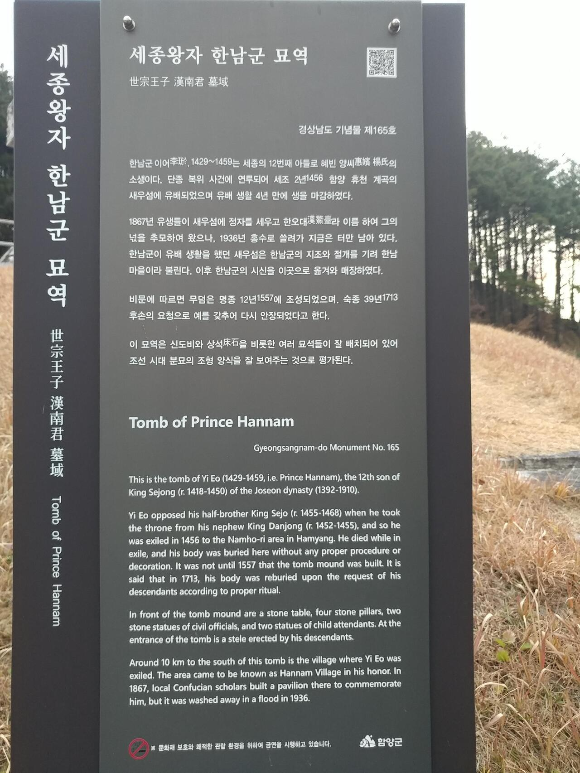 세종왕자 한남군 묘역 世宗王子 漢南君 墓域 Tomb of Prince Hannam
세종왕자 한남군 묘역
世宗王子 漢南君 墓域
경상남도 기념물 제165호
한남군 이어李𤥽, 1429~1459는 세종의 12번째 아들로 혜빈 양씨惠嬪 楊氏의
소생이다. 단종 복위 사건에 연루되어 세조 2년1456 함양 휴천 계곡의
새우섬에 유배되었으며 유배 생활 4년 만에 생을 마감하였다.
1867년 유생들이 새우섬에 정자를 세우고 한오대漢鰲臺라 이름 하여 그의
넋을 추모하여 왔으나, 1936년 홍수로 쓸려가 지금은 터만 남아 있다.
한남군이 유배 생활을 했던 새우섬은 한남군의 지조와 절개를 기려 한남
마을이라 불린다. 이후 한남군의 시신을 이곳으로 옮겨와 매장하였다.
비문에 따르면 무덤은 명종 12년1557에 조성되었으며, 숙종 39년1713
후손의 요청으로 예를 갖추어 다시 안장되었다고 한다.
이 묘역은 신도비와 상석床石을 비롯한 여러 묘석들이 잘 배치되어 있어
조선 시대 분묘의 조형 양식을 잘 보여주는 것으로 평가된다.
Tomb of Prince Hannam
Gyeongsangnam-do Monument No. 165
This is the tomb of Yi Eo (1429-1459, i.e. Prince Hannam), the 12th son of
King Sejong (r. 1418-1450) of the Joseon dynasty (1392-1910).
Yi Eo opposed his half-brother King Sejo (r. 1455-1468) when he took
the throne from his nephew King Danjong (r. 1452-1455), and so he
was exiled in 1456 to the Namho-ri area in Hamyang. He died while in
exile, and his body was buried here without any proper procedure or
decoration. It was not until 1557 that the tomb mound was built. It is
said that in 1713, his body was reburied upon the request of his
descendants according to proper ritual.
In front of the tomb mound are a stone table, four stone pillars, two
stone statues of civil officials, and two statues of child attendants. At the
entrance of the tomb is a stele erected by his descendants.
Around 10 km to the south of this tomb is the village where Yi Eo was
exiled. The area came to be known as Hannam Village in his honor. In
1867, local Confucian scholars built a pavilion there to commemorate
him, but it was washed away in a flood in 1936.
※ 문화재 보호와 쾌적한 관람 환경을 위하여 금연을 시행하고 있습니다.
함양군